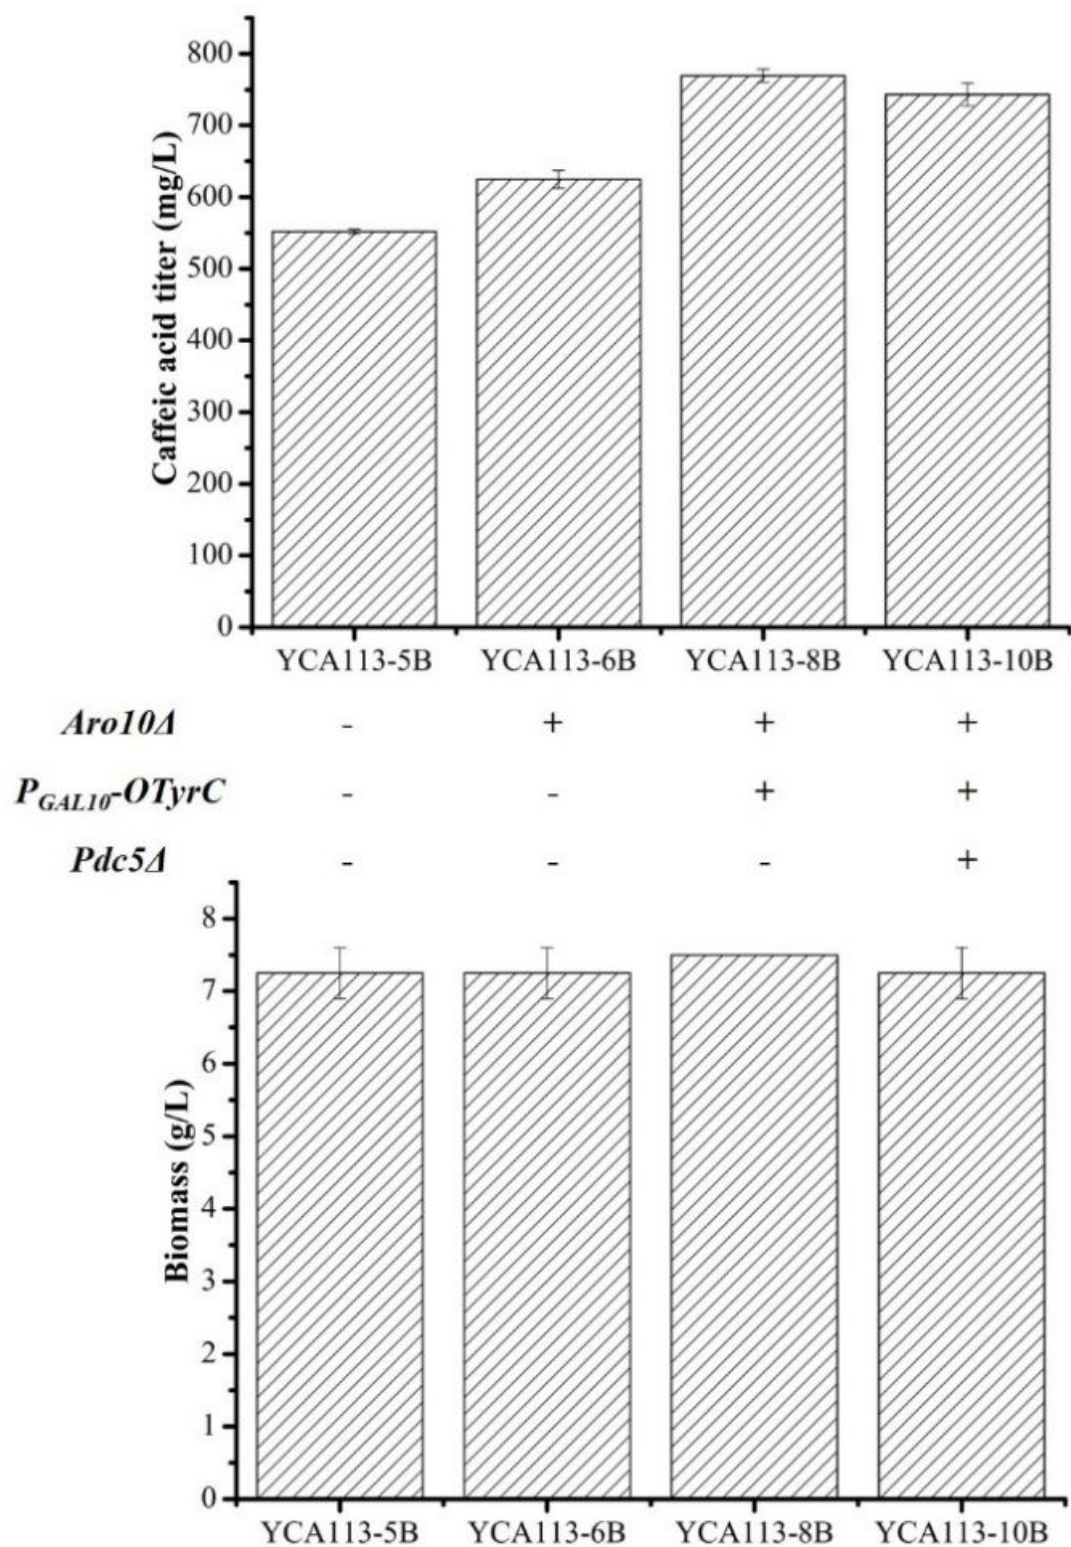 800
700
600
500
400
300
200
100
0
Caffeic acid titer (mg/L)
YCA113-5B YCA113-6B YCA113-8B YCA113-10B
Aro10Δ - + + +
P_GAL10-OTyrC - - + +
Pdc5Δ - - - +
8
7
6
5
4
3
2
1
0
Biomass (g/L)
YCA113-5B YCA113-6B YCA113-8B YCA113-10B